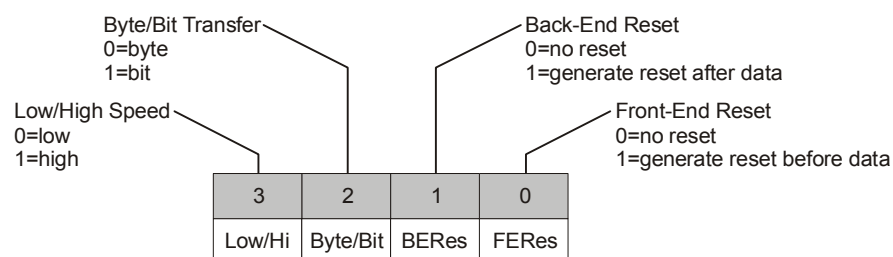 Byte/Bit Transfer
0=byte
1=bit
Back-End Reset
0=no reset
1=generate reset after data
Low/High Speed
0=low
1=high
Front-End Reset
0=no reset
1=generate reset before data
3 2 1 0
Low/Hi Byte/Bit BERes FERes